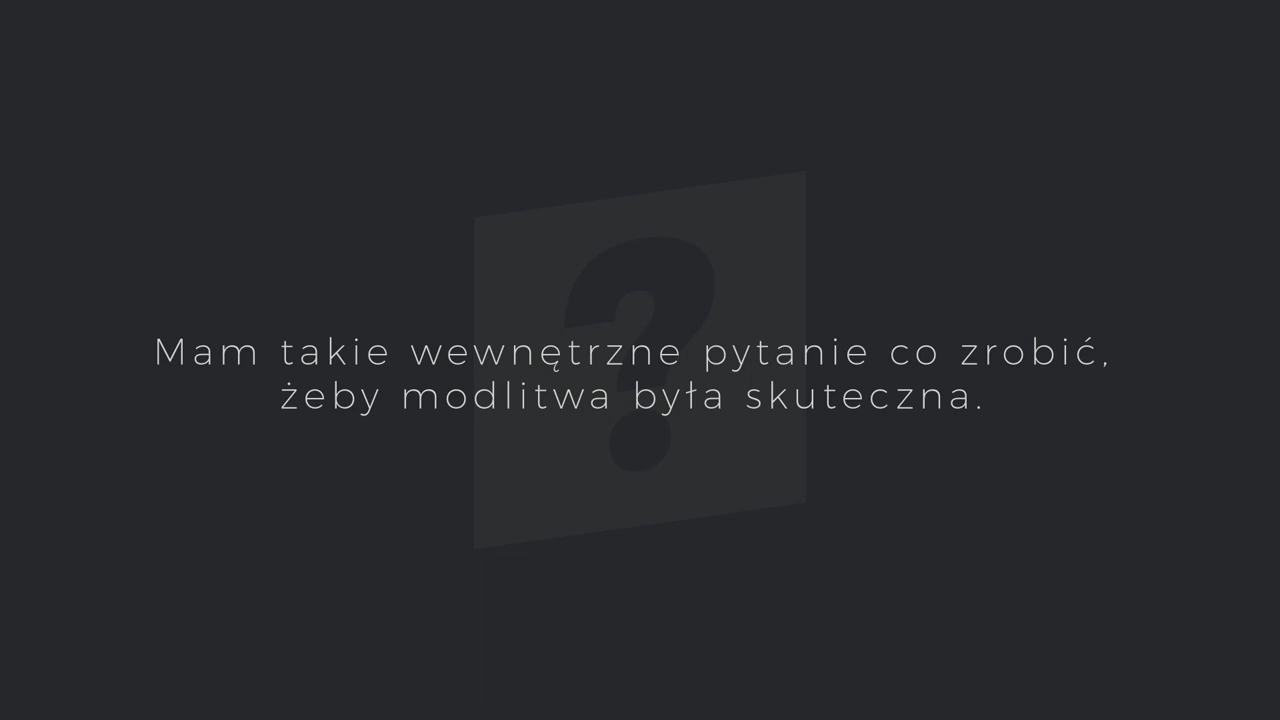 Mam takie wewnętrzne pytanie co zrobić,
żeby modlitwa była skuteczna.